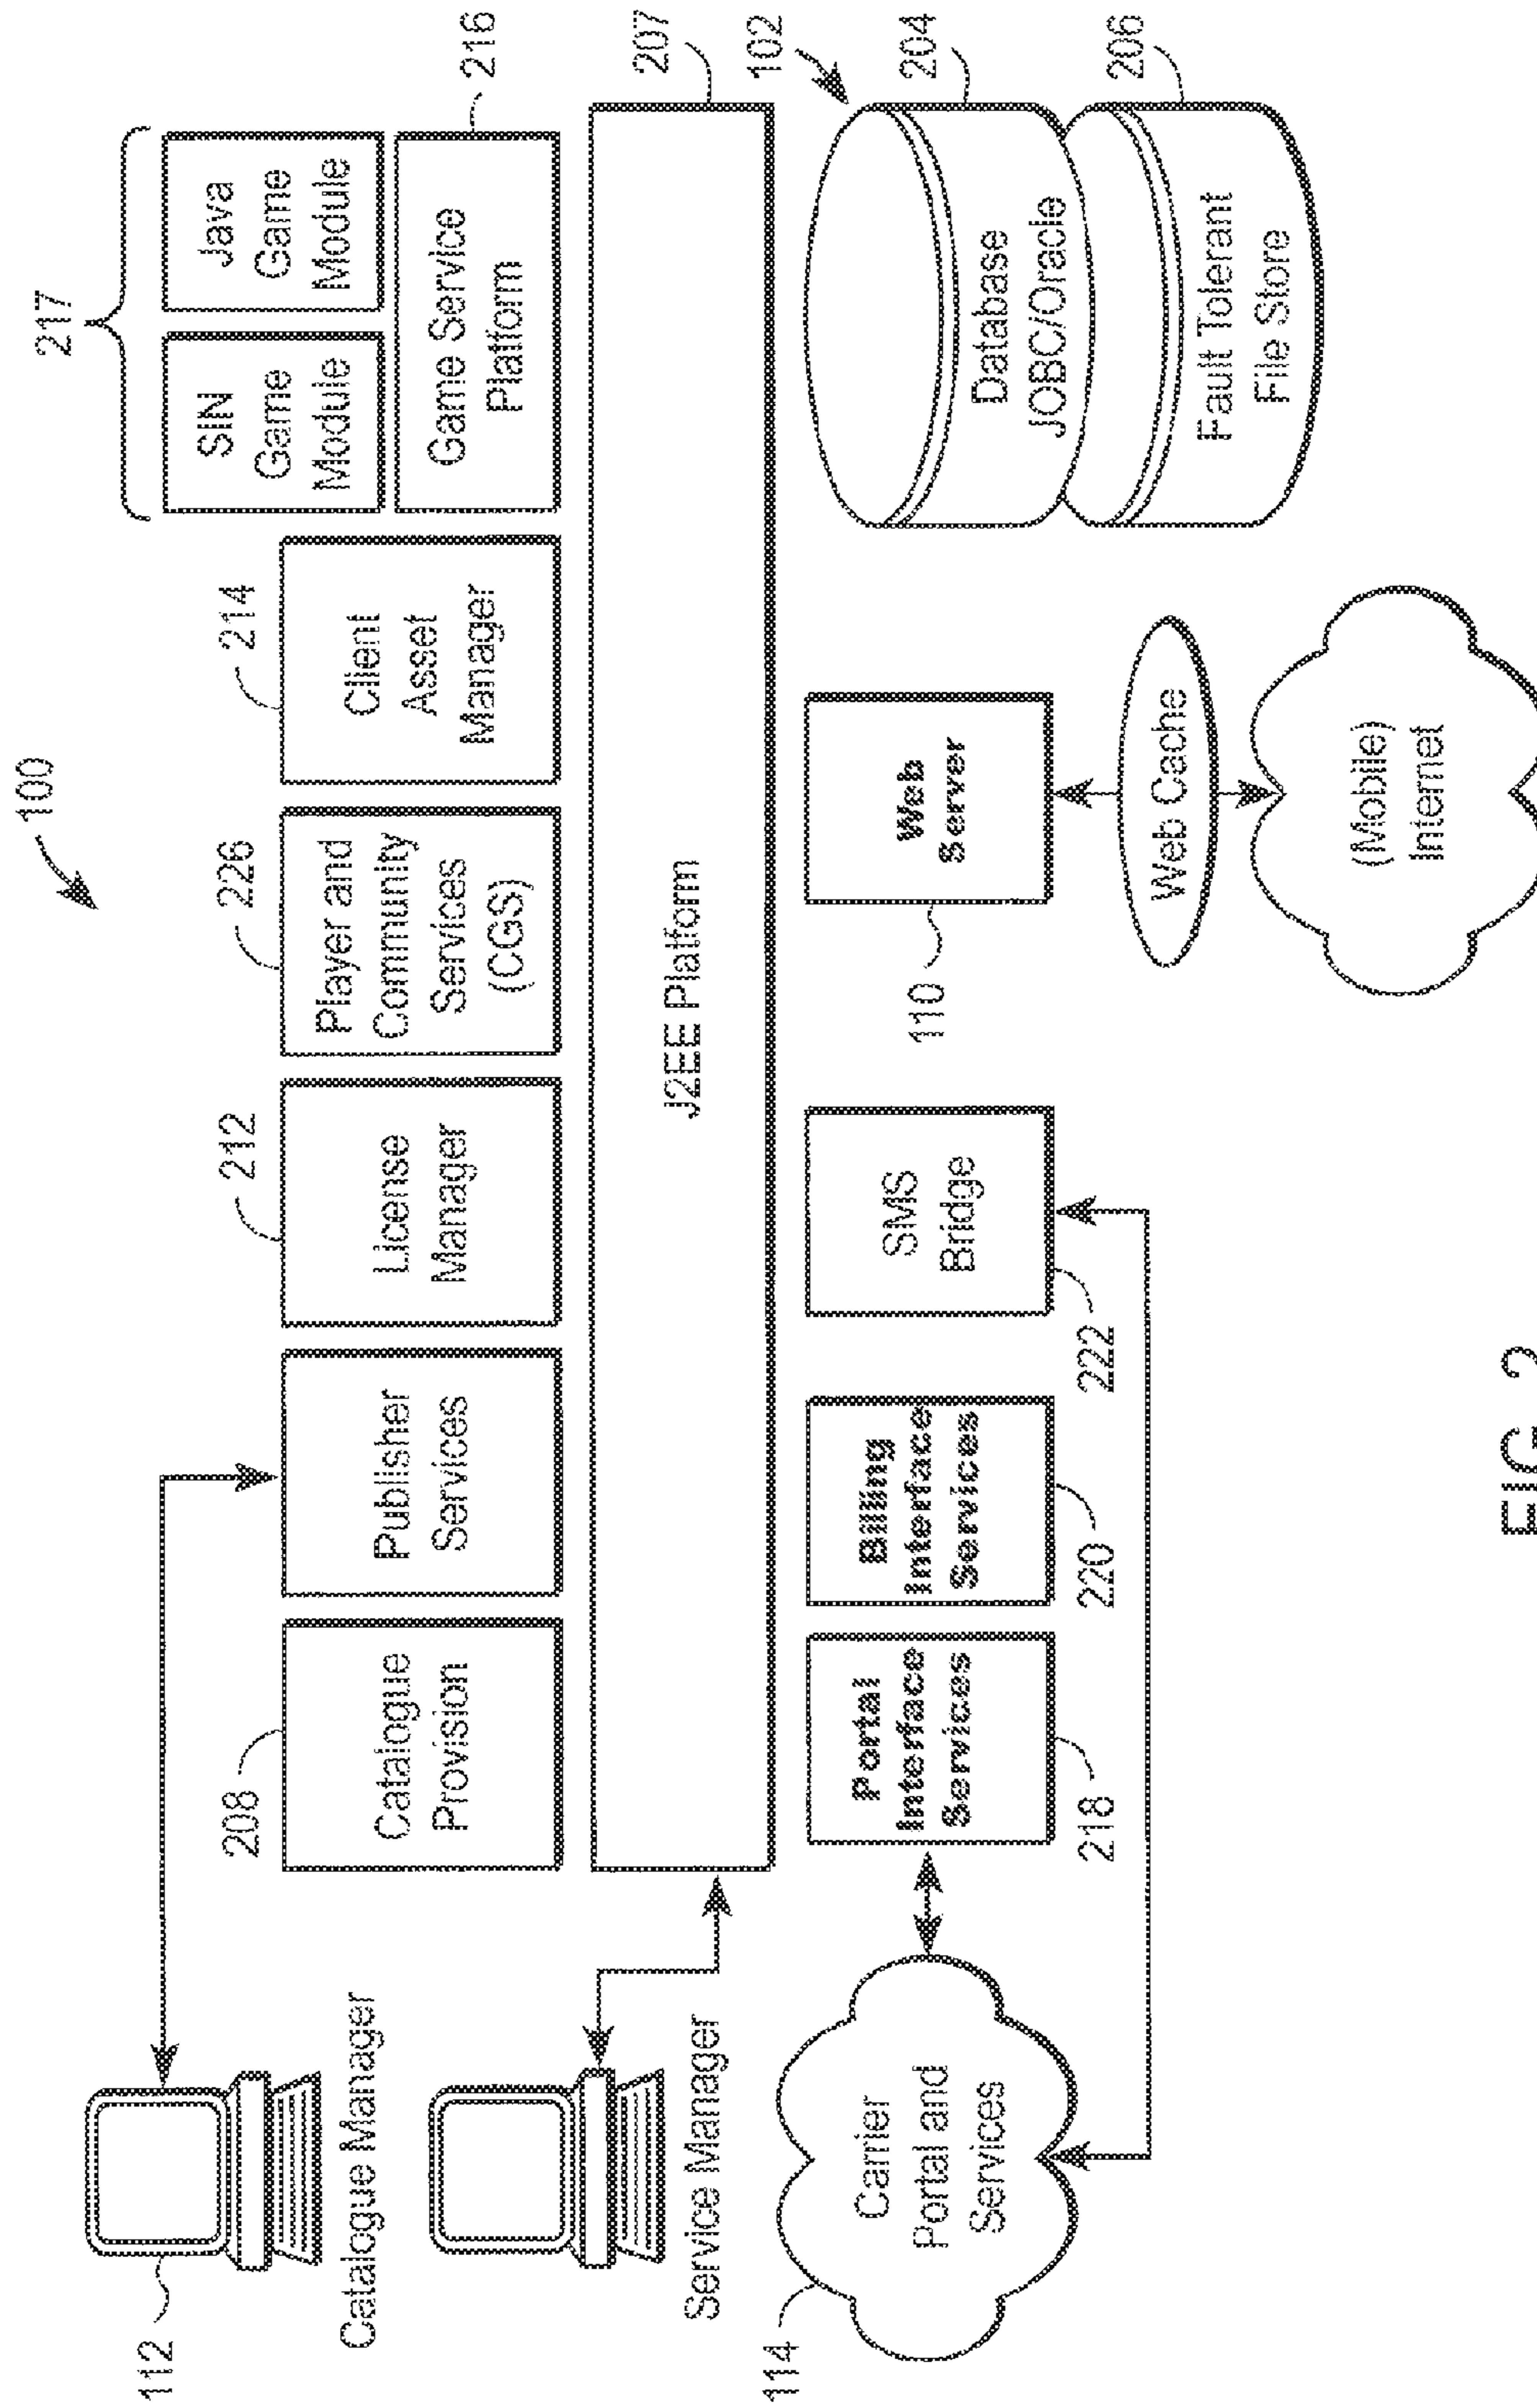 100
217
112
Catalogue Manager
208
Catalogue
Provision
Publisher
Services
212
License
Manager
226
Player and
Community
Services
(CGS)
214
Client
Asset
Manager
SIN
Game
Module
Java
Game
Module
Game Service
Platform
216
Service Manager
J2EE Platform
207
114
Carrier
Portal and
Services
Portal
Interface
Services
218
Billing
Interface
Services
220
SMS
Bridge
222
110
Web
Server
Web Cache
(Mobile)
Internet
102
Database
JOBC/Oracle
204
Fault Tolerant
File Store
206
FIG. 2